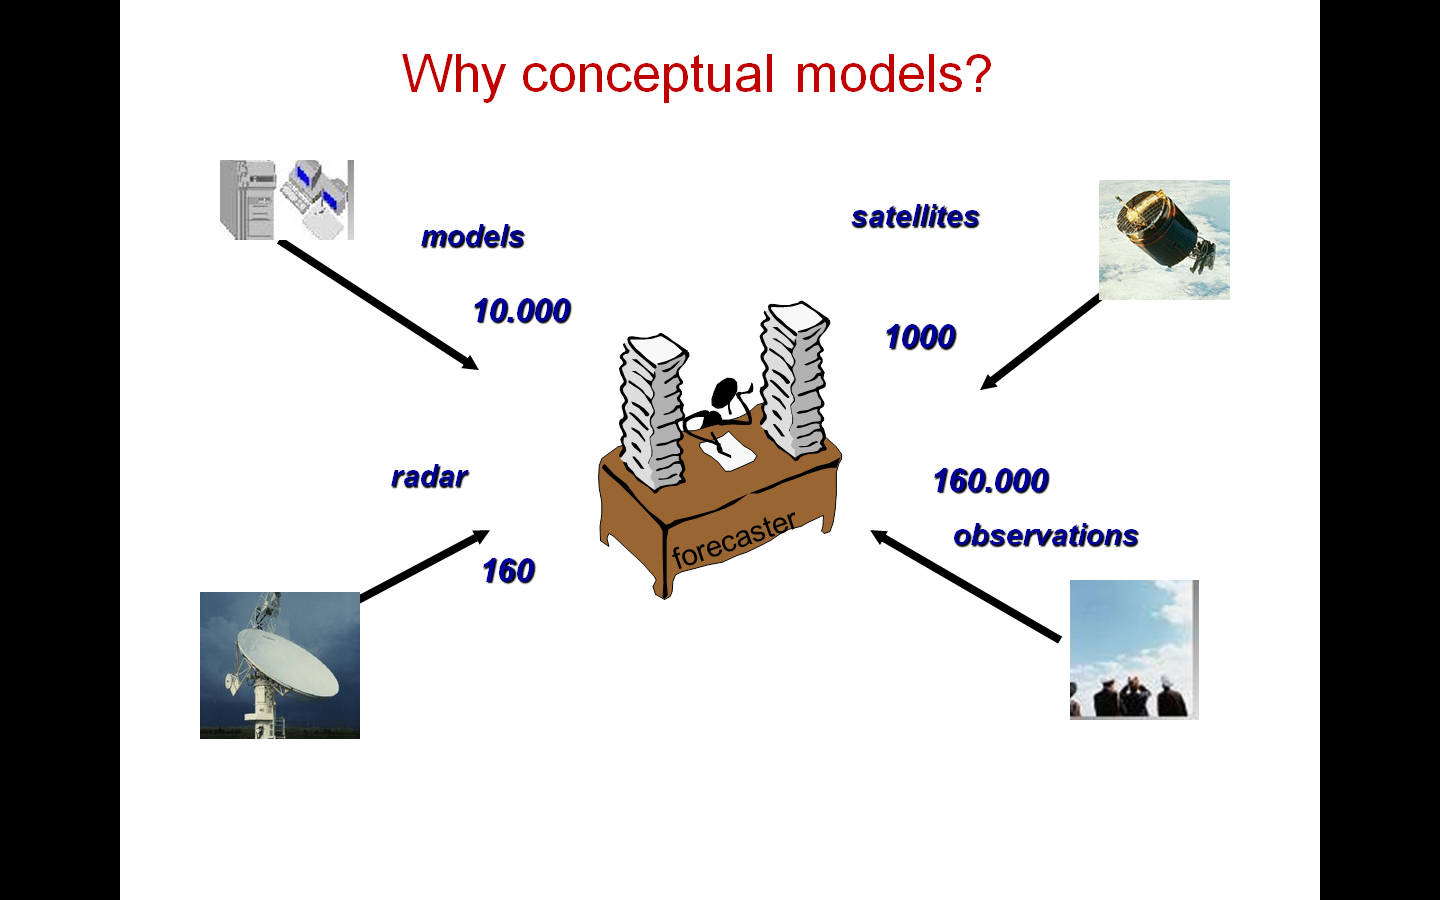 Why conceptual models?
models
10.000
satellites
1000
radar
160
160.000
observations
forecaster